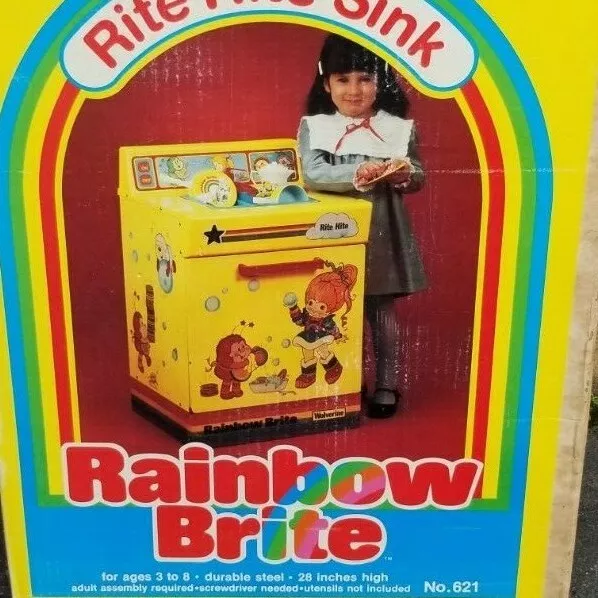 Rite Hite Sink
Rite Hite
Rainbow Brite
Wolverine
Rainbow
Brite
™
for ages 3 to 8 · durable steel · 28 inches high
adult assembly required•screwdriver needed•utensils not included No.621